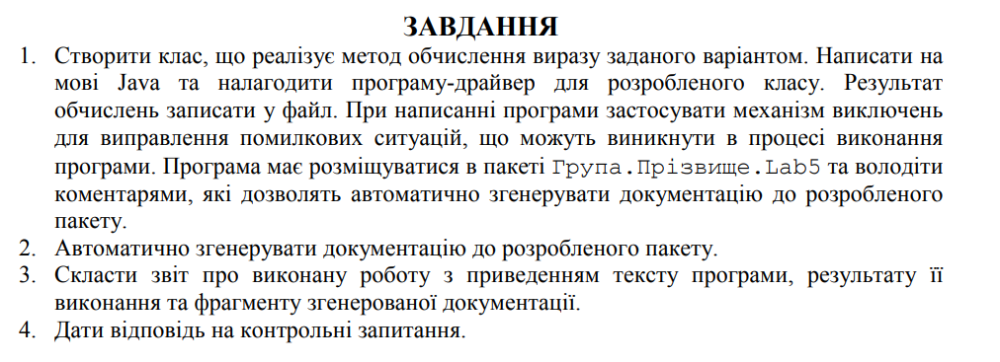 ЗАВДАННЯ
1. Створити клас, що реалізує метод обчислення виразу заданого варіантом. Написати на
мові Java та налагодити програму-драйвер для розробленого класу. Результат
обчислень записати у файл. При написанні програми застосувати механізм виключень
для виправлення помилкових ситуацій, що можуть виникнути в процесі виконання
програми. Програма має розміщуватися в пакеті Група.Прізвище.Lab5 та володіти
коментарями, які дозволять автоматично згенерувати документацію до розробленого
пакету.
2. Автоматично згенерувати документацію до розробленого пакету.
3. Скласти звіт про виконану роботу з приведенням тексту програми, результату її
виконання та фрагменту згенерованої документації.
4. Дати відповідь на контрольні запитання.